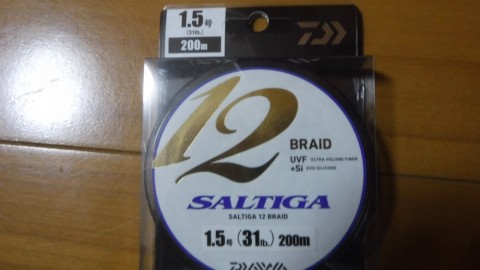 1.5号
(31lb.)
200m
12
BRAID
UVF ULTRA VOLUME FIBER
+Si EVO SILICONE
SALTIGA
SALTIGA 12 BRAID
1.5号 (31lb.) 200m
DAIWA